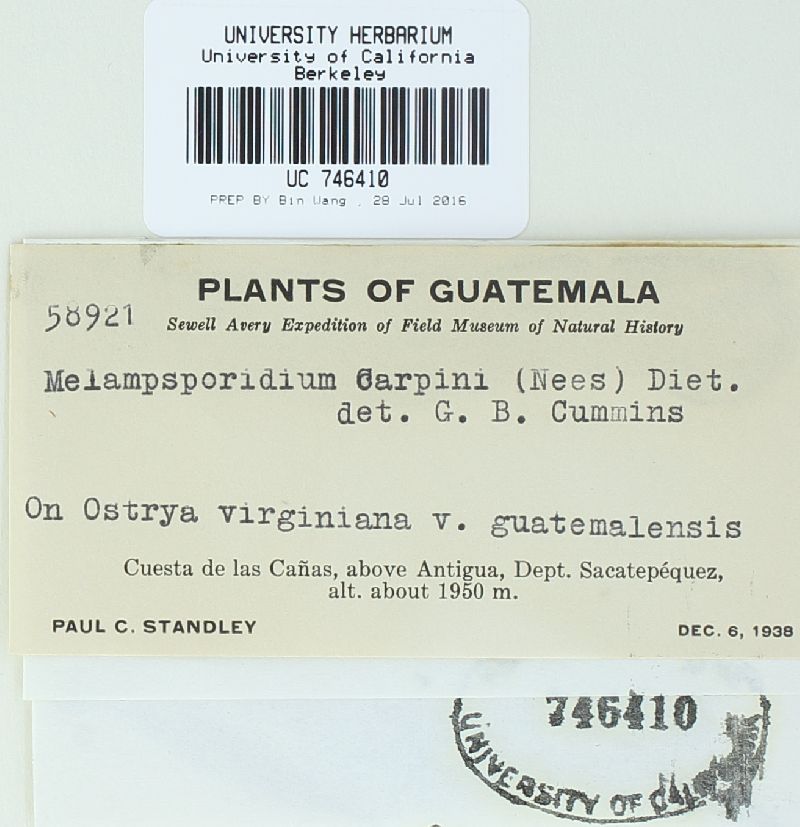 UNIVERSITY HERBARIUM
University of California
Berkeley
UC 746410
PREP BY Bin Wang , 28 Jul 2016
PLANTS OF GUATEMALA
58921
Sewell Avery Expedition of Field Museum of Natural History
Melampsporidium Carpini (Nees) Diet.
det. G. B. Cummins
On Ostrya virginiana v. guatemalensis
Cuesta de las Cañas, above Antigua, Dept. Sacatepéquez,
alt. about 1950 m.
PAUL C. STANDLEY
DEC. 6, 1938
746410
UNIVERSITY OF